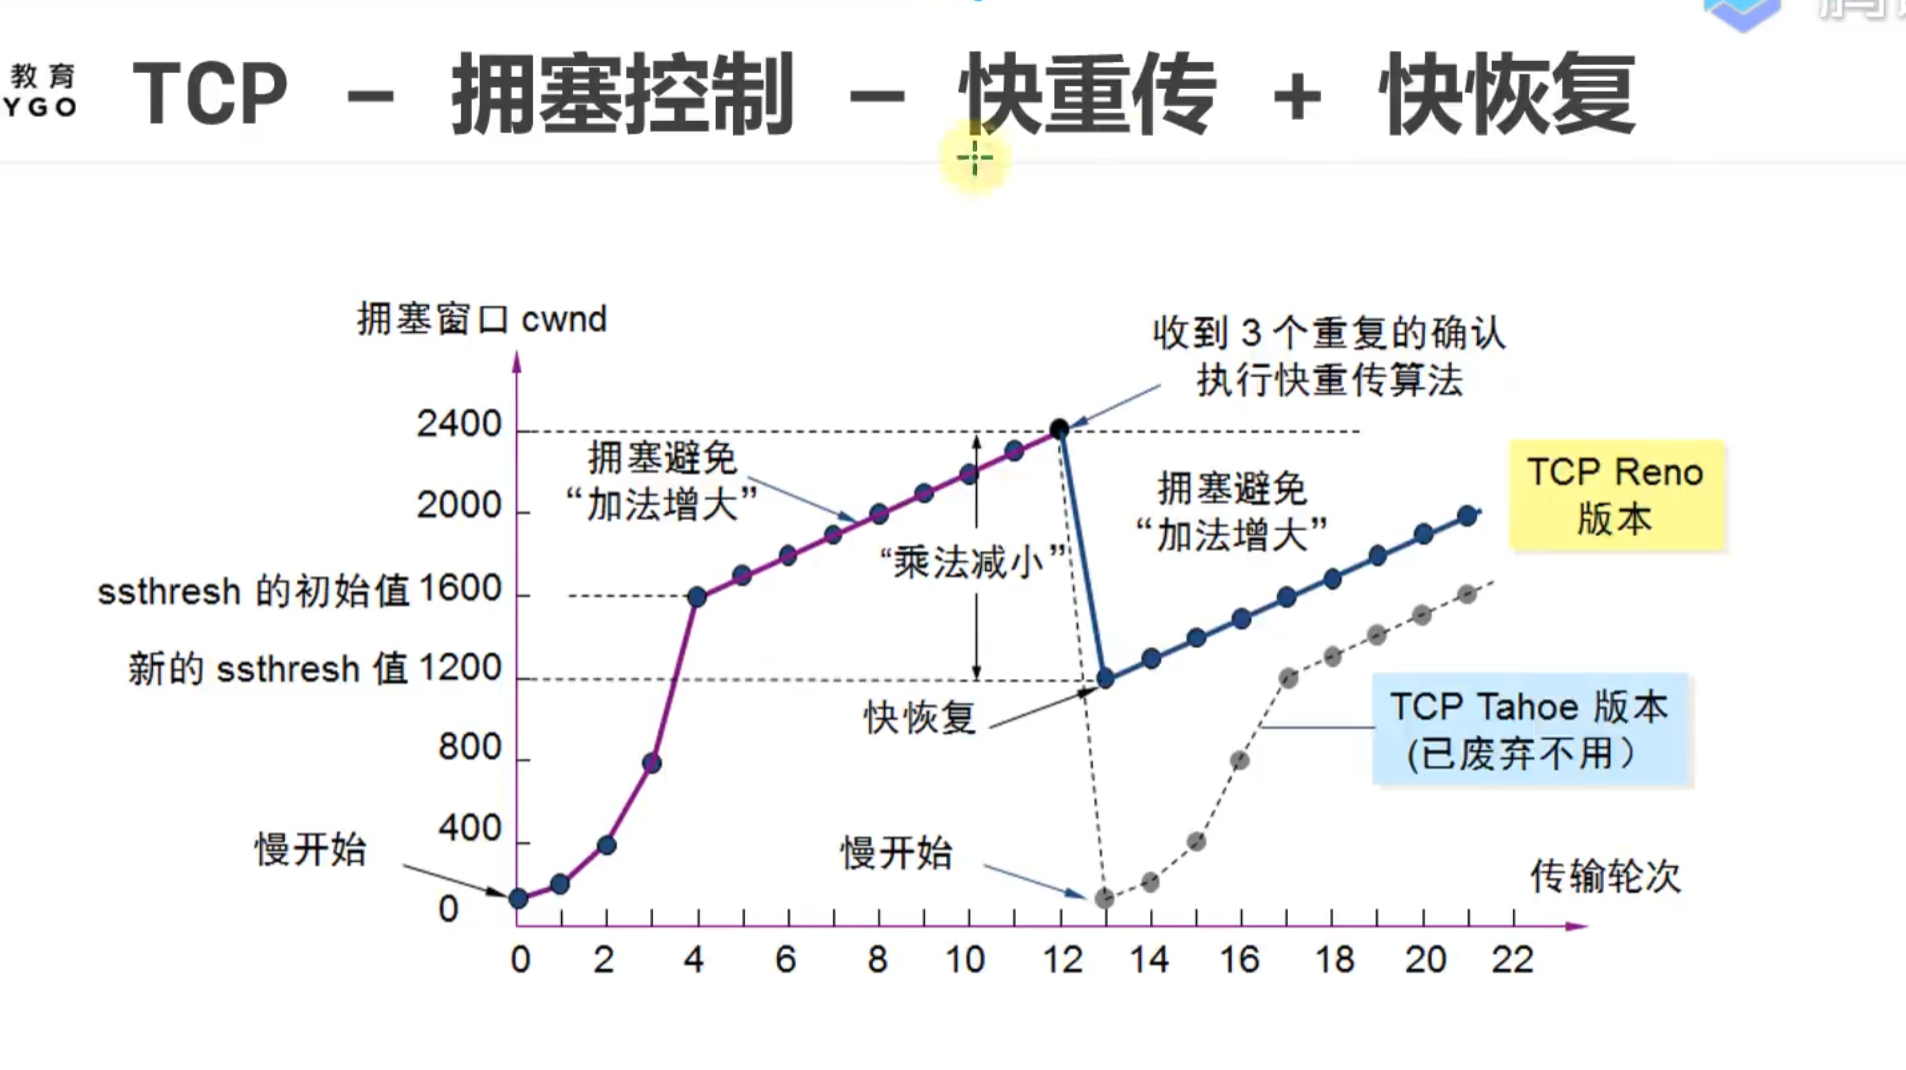 教育
YGO
TCP - 拥塞控制 - 快重传 + 快恢复
拥塞窗口 cwnd
收到 3 个重复的确认
执行快重传算法
2400
拥塞避免
“加法增大”
拥塞避免
“加法增大”
TCP Reno
版本
2000
“乘法减小”
ssthresh 的初始值 1600
新的 ssthresh 值 1200
快恢复
TCP Tahoe 版本
(已废弃不用）
800
400
慢开始
慢开始
传输轮次
0
0 2 4 6 8 10 12 14 16 18 20 22